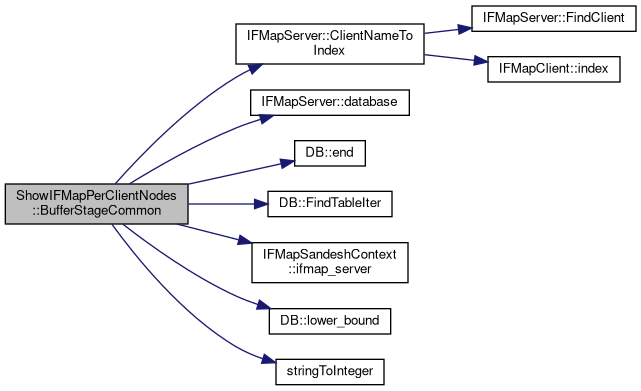 ShowIFMapPerClientNodes
::BufferStageCommon
IFMapServer::ClientNameTo
Index
IFMapServer::FindClient
IFMapClient::index
IFMapServer::database
DB::end
DB::FindTableIter
IFMapSandeshContext
::ifmap_server
DB::lower_bound
stringToInteger